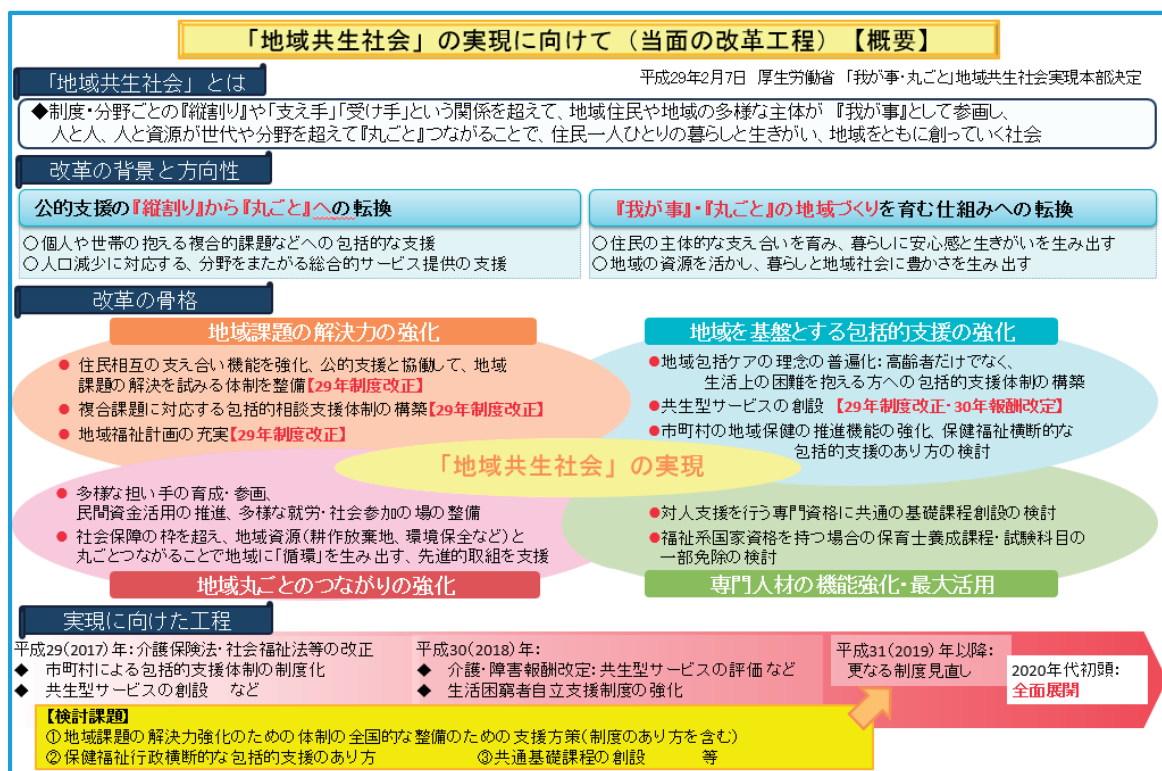 「地域共生社会」の実現に向けて(当面の改革工程)【概要】
「地域共生社会」とは
平成29年2月7日 厚生労働省 「我が事・丸ごと」地域共生社会実現本部決定
◆制度・分野ごとの『縦割り』や「支え手」「受け手」という関係を超えて、地域住民や地域の多様な主体が 『我が事』として参画し、
人と人、人と資源が世代や分野を超えて『丸ごと』つながることで、住民一人ひとりの暮らしと生きがい、地域をともに創っていく社会
改革の背景と方向性
公的支援の『縦割り』から『丸ごと』への転換
○個人や世帯の抱える複合的課題などへの包括的な支援
○人口減少に対応する、分野をまたがる総合的サービス提供の支援
『我が事』・『丸ごと』の地域づくりを育む仕組みへの転換
○住民の主体的な支え合いを育み、暮らしに安心感と生きがいを生み出す
○地域の資源を活かし、暮らしと地域社会に豊かさを生み出す
改革の骨格
地域課題の解決力の強化
● 住民相互の支え合い機能を強化、公的支援と協働して、地域
課題の解決を試みる体制を整備【29年制度改正】
● 複合課題に対応する包括的相談支援体制の構築【29年制度改正】
● 地域福祉計画の充実【29年制度改正】
地域を基盤とする包括的支援の強化
●地域包括ケアの理念の普遍化:高齢者だけでなく、
生活上の困難を抱える方への包括的支援体制の構築
●共生型サービスの創設 【29年制度改正・30年報酬改定】
●市町村の地域保健の推進機能の強化、保健福祉横断的な
包括的支援のあり方の検討
「地域共生社会」の実現
● 多様な担い手の育成・参画、
民間資金活用の推進、多様な就労・社会参加の場の整備
● 社会保障の枠を超え、地域資源(耕作放棄地、環境保全など)と
丸ごとつながることで地域に「循環」を生み出す、先進的取組を支援
地域丸ごとのつながりの強化
●対人支援を行う専門資格に共通の基礎課程創設の検討
●福祉系国家資格を持つ場合の保育士養成課程・試験科目の
一部免除の検討
専門人材の機能強化・最大活用
実現に向けた工程
平成29(2017)年:介護保険法・社会福祉法等の改正
◆ 市町村による包括的支援体制の制度化
◆ 共生型サービスの創設 など
平成30(2018)年:
◆ 介護・障害報酬改定:共生型サービスの評価など
◆ 生活困窮者自立支援制度の強化
平成31(2019)年以降:
更なる制度見直し
2020年代初頭:
全面展開
【検討課題】
①地域課題の解決力強化のための体制の全国的な整備のための支援方策(制度のあり方を含む)
②保健福祉行政横断的な包括的支援のあり方 ③共通基礎課程の創設 等